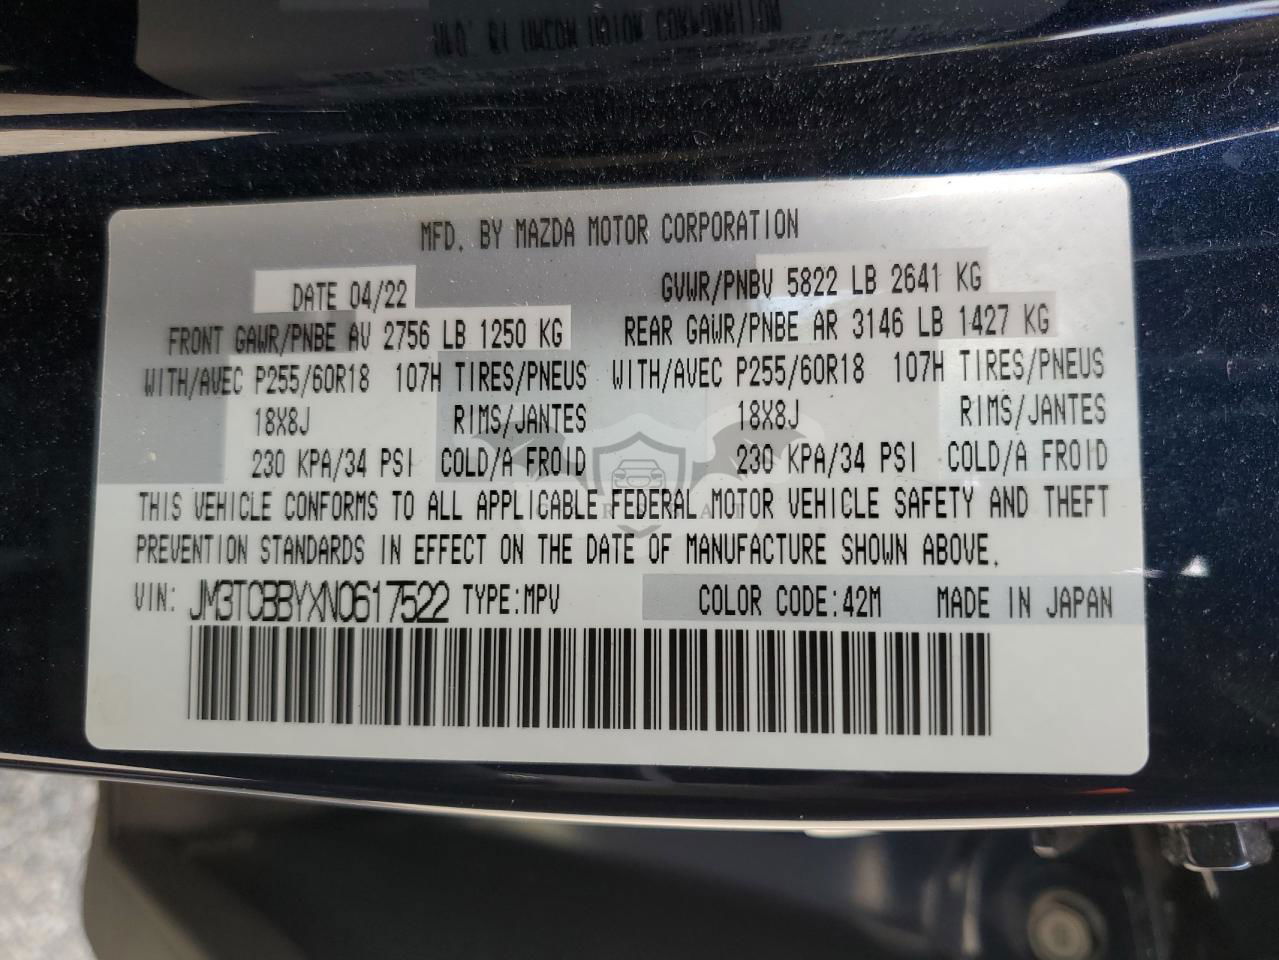 MFD. BY MAZDA MOTOR CORPORATION
DATE 04/22 GVWR/PNBV 5822 LB 2641 KG
FRONT GAWR/PNBE AV 2756 LB 1250 KG REAR GAWR/PNBE AR 3146 LB 1427 KG
WITH/AVEC P255/60R18 107H TIRES/PNEUS WITH/AVEC P255/60R18 107H TIRES/PNEUS
18X8J RIMS/JANTES 18X8J RIMS/JANTES
230 KPA/34 PSI COLD/A FROID 230 KPA/34 PSI COLD/A FROID
THIS VEHICLE CONFORMS TO ALL APPLICABLE FEDERAL MOTOR VEHICLE SAFETY AND THEFT
PREVENTION STANDARDS IN EFFECT ON THE DATE OF MANUFACTURE SHOWN ABOVE.
VIN: JM3TCBBYXN0617522 TYPE:MPV COLOR CODE:42M MADE IN JAPAN